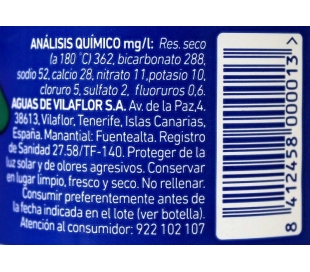 ANÁLISIS QUÍMICO mg/l: Res. seco
(a 180°C) 362, bicarbonato 288,
sodio 52, calcio 28, nitrato 11, potasio 10,
cloruro 5, sulfato 2, fluoruros 0,6.
AGUAS DE VILAFLOR S.A. Av. de la Paz,4.
38613, Vilaflor, Tenerife, Islas Canarias,
España. Manantial: Fuentealta. Registro
de Sanidad 27.58/TF-140. Proteger de la
luz solar y de olores agresivos. Conservar
en lugar limpio, fresco y seco. No rellenar.
Consumir preferentemente antes de
la fecha indicada en el lote (ver botella).
Atención al consumidor: 922 102 107
8 412458 000013 >